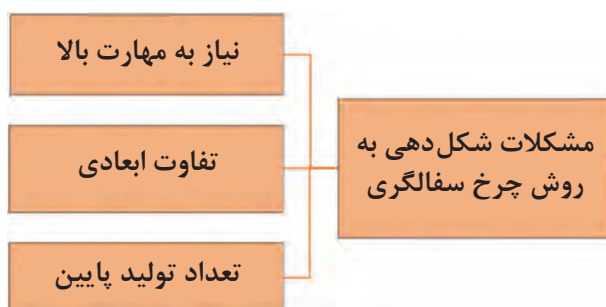 مشکلات شکل‌دهی به
روش چرخ سفالگری
نیاز به مهارت بالا
تفاوت ابعادی
تعداد تولید پایین